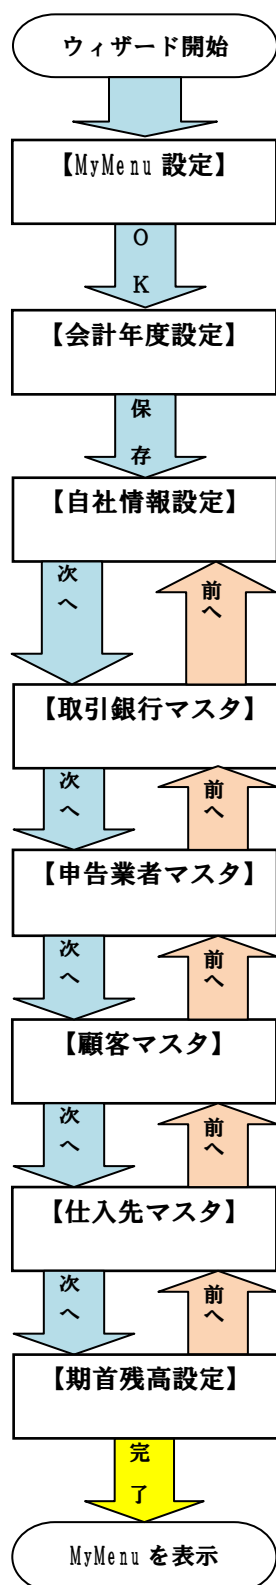 ウィザード開始
【MyMenu 設定】
OK
【会計年度設定】
保存
【自社情報設定】
次へ
前へ
【取引銀行マスタ】
次へ
前へ
【申告業者マスタ】
次へ
前へ
【顧客マスタ】
次へ
前へ
【仕入先マスタ】
次へ
前へ
【期首残高設定】
完了
MyMenu を表示